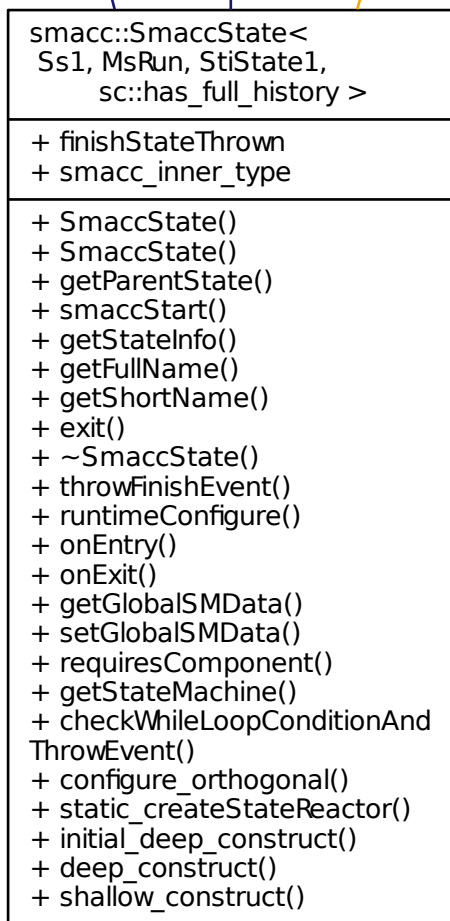 smacc::SmaccState<
Ss1, MsRun, StiState1,
sc::has_full_history >
+ finishStateThrown
+ smacc_inner_type
+ SmaccState()
+ SmaccState()
+ getParentState()
+ smaccStart()
+ getStateInfo()
+ getFullName()
+ getShortName()
+ exit()
+ ~SmaccState()
+ throwFinishEvent()
+ runtimeConfigure()
+ onEntry()
+ onExit()
+ getGlobalSMData()
+ setGlobalSMData()
+ requiresComponent()
+ getStateMachine()
+ checkWhileLoopConditionAnd
ThrowEvent()
+ configure_orthogonal()
+ static_createStateReactor()
+ initial_deep_construct()
+ deep_construct()
+ shallow_construct()